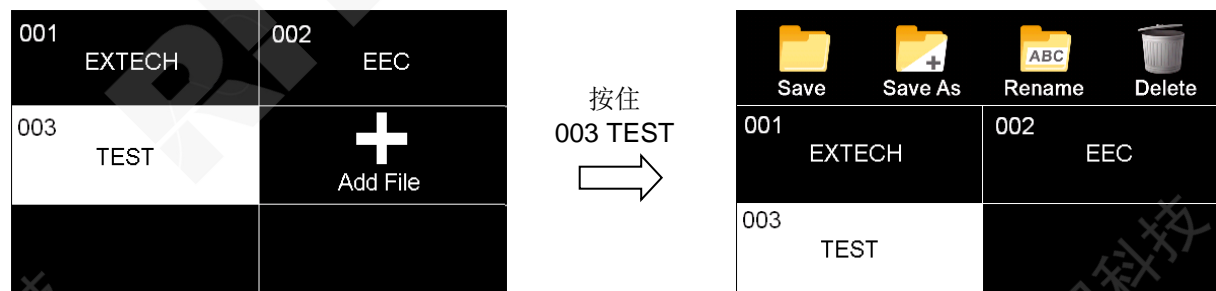 001
EXTECH
002
EEC
003
TEST
Add File
按住
003 TEST
Save
Save As
ABC
Rename
Delete
001
EXTECH
002
EEC
003
TEST